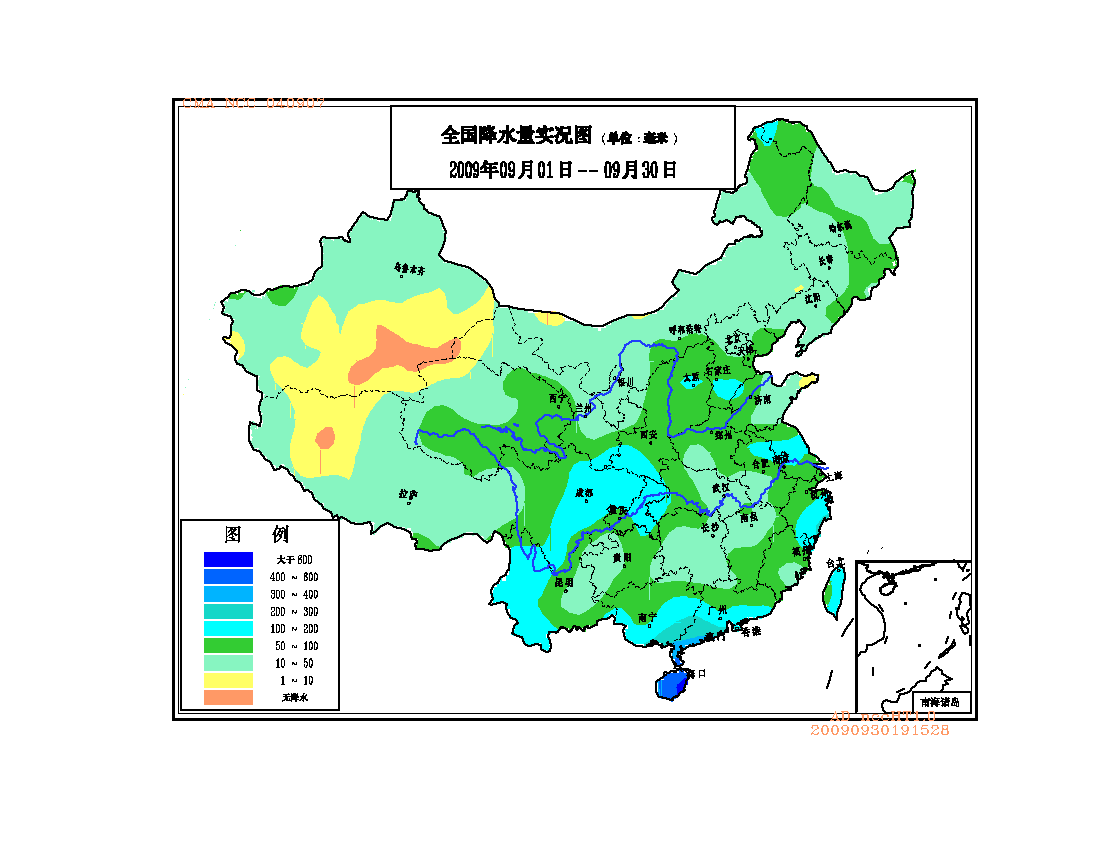 CMA NCC 040902
全国降水量实况图 (单位:毫米)
2009年09月01日 -- 09月30日
哈尔滨
长春
乌鲁木齐
沈阳
呼和浩特
北京
天津
石家庄
太原
银川
西宁
济南
兰州
西安
郑州
合肥
南京
上海
拉萨
成都
武汉
杭州
重庆
南昌
长沙
贵阳
福州
台北
昆明
广州
南宁
香港
澳门
海口
图 例
大于 600
400 ~ 600
300 ~ 400
200 ~ 300
100 ~ 200
50 ~ 100
10 ~ 50
1 ~ 10
无降水
南海诸岛
20090930191528